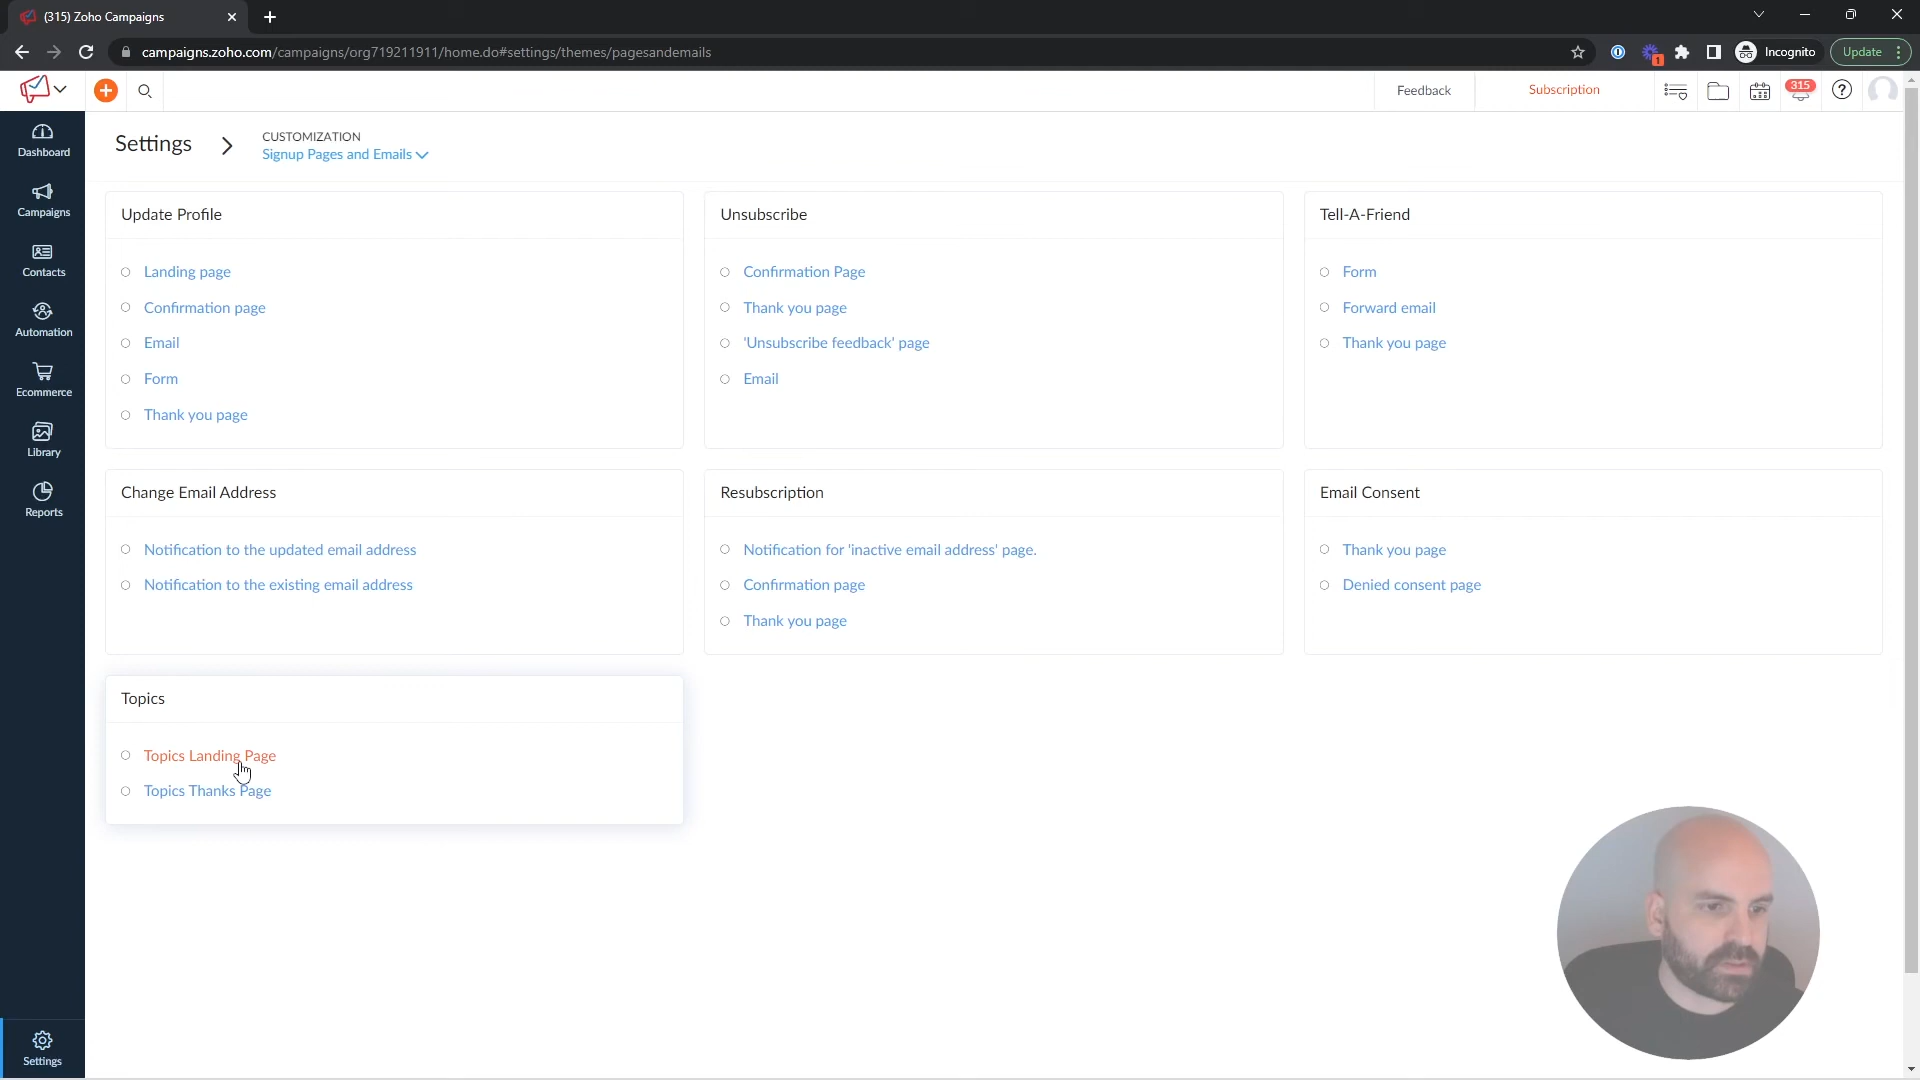 (315) Zoho Campaigns
campaigns.zoho.com/campaigns/org719211911/home.do#settings/themes/pagesandemails
1
Incognito
Update
Feedback
Subscription
315
Settings
CUSTOMIZATION
Signup Pages and Emails
Dashboard
Campaigns
Contacts
Automation
Ecommerce
Library
Reports
Settings
Update Profile
Landing page
Confirmation page
Email
Form
Thank you page
Unsubscribe
Confirmation Page
Thank you page
'Unsubscribe feedback' page
Email
Tell-A-Friend
Form
Forward email
Thank you page
Change Email Address
Notification to the updated email address
Notification to the existing email address
Resubscription
Notification for 'inactive email address' page.
Confirmation page
Thank you page
Email Consent
Thank you page
Denied consent page
Topics
Topics Landing Page
Topics Thanks Page